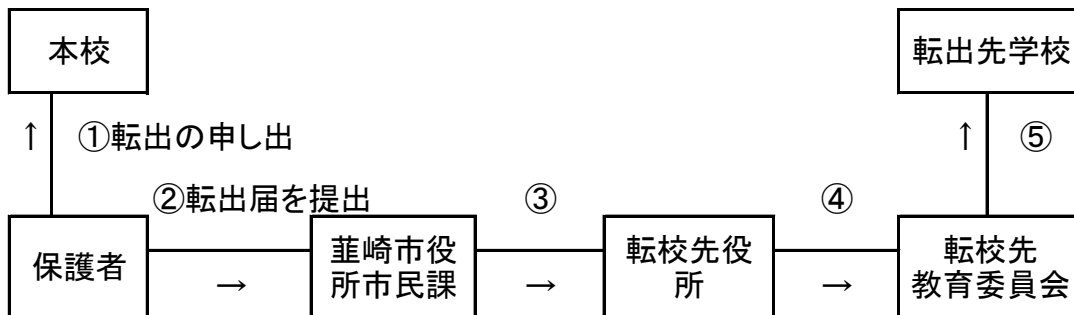 本校
転出先学校
↑
①転出の申し出
↑
⑤
②転出届を提出
③
④
保護者
→
韮崎市役
所市民課
→
転校先役
所
→
転校先
教育委員会